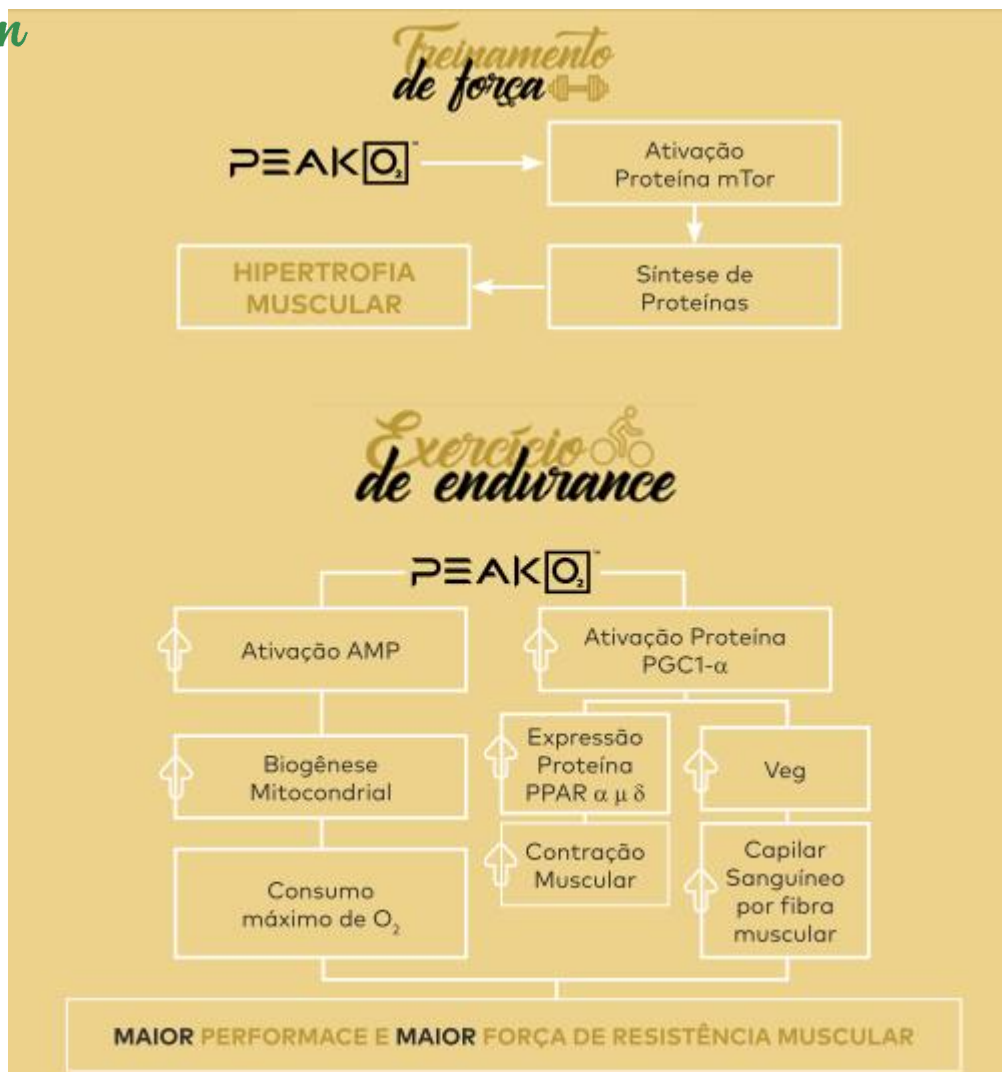 n
Treinamento
de força
PEAKO₂™
Ativação
Proteína mTor
HIPERTROFIA
MUSCULAR
Síntese de
Proteínas
Exercício
de endurance
PEAKO₂™
Ativação AMP
Ativação Proteína
PGC1-α
Biogênese
Mitocondrial
Expressão
Proteína
PPAR α μ δ
Veg
Consumo
máximo de O₂
Contração
Muscular
Capilar
Sanguíneo
por fibra
muscular
MAIOR PERFORMACE E MAIOR FORÇA DE RESISTÊNCIA MUSCULAR